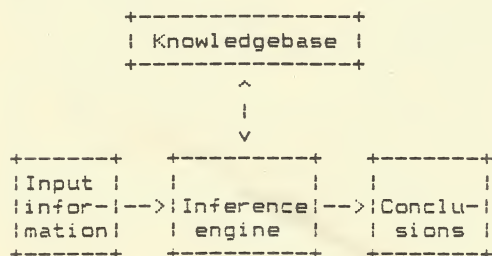 Knowledgebase
Input
infor- Inference Conclu-
mation engine sions